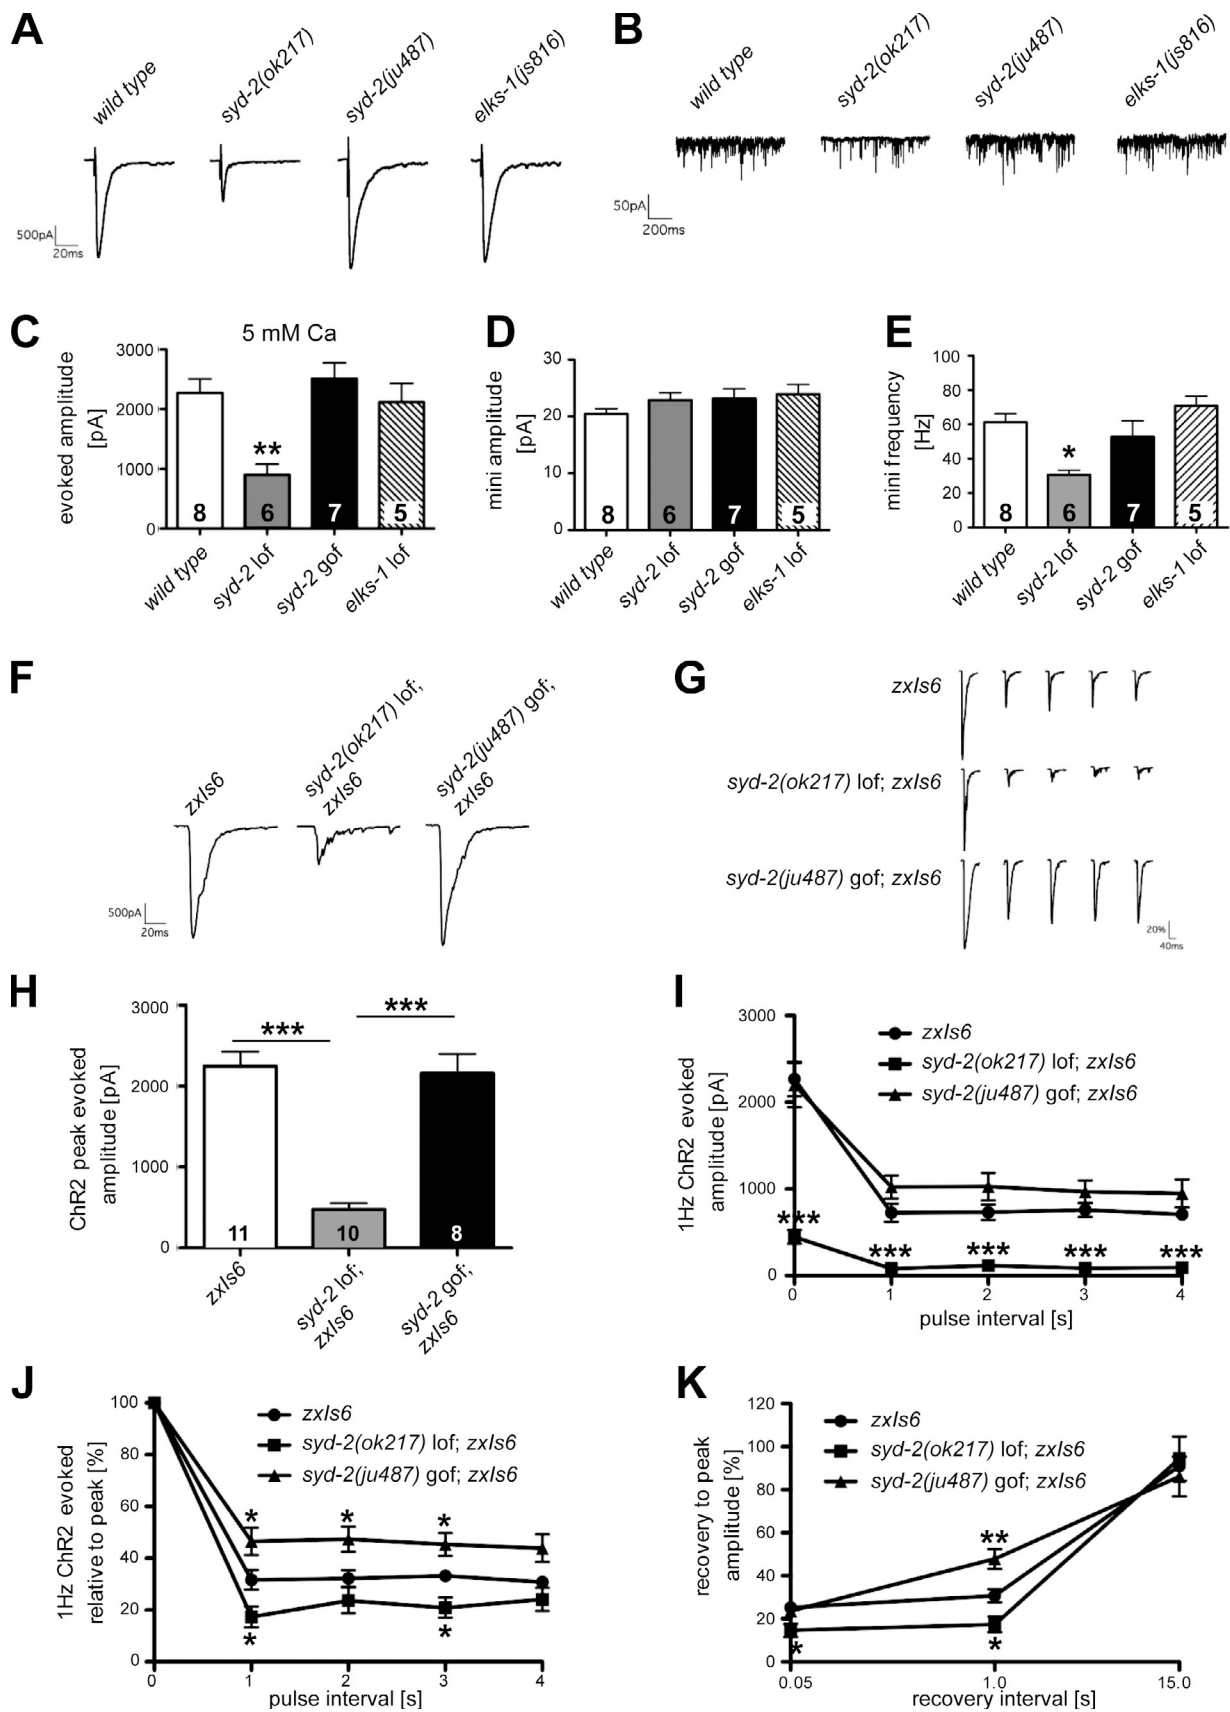 A
wild type
syd-2(ok217)
syd-2(ju487)
elks-1(js816)
500pA
20ms
B
wild type
syd-2(ok217)
syd-2(ju487)
elks-1(js816)
50pA
200ms
C
5 mM Ca
evoked amplitude
[pA]
3000
2000
1000
0
**
8
6
7
5
wild type
syd-2 lof
syd-2 gof
elks-1 lof
D
mini amplitude
[pA]
30
20
10
0
8
6
7
5
wild type
syd-2 lof
syd-2 gof
elks-1 lof
E
mini frequency
[Hz]
100
80
60
40
20
0
*
8
6
7
5
wild type
syd-2 lof
syd-2 gof
elks-1 lof
F
zxIs6
syd-2(ok217) lof;
zxIs6
syd-2(ju487) gof;
zxIs6
500pA
20ms
G
zxIs6
syd-2(ok217) lof; zxIs6
syd-2(ju487) gof; zxIs6
20%
40ms
H
ChR2 peak evoked
amplitude [pA]
3000
2000
1000
0
***
***
11
10
8
zxIs6
syd-2 lof;
zxIs6
syd-2 gof;
zxIs6
I
1Hz ChR2 evoked
amplitude [pA]
3000
2000
1000
0
zxIs6
syd-2(ok217) lof; zxIs6
syd-2(ju487) gof; zxIs6
***
***
***
***
***
0
1
2
3
4
pulse interval [s]
J
1Hz ChR2 evoked
relative to peak [%]
100
80
60
40
20
0
zxIs6
syd-2(ok217) lof; zxIs6
syd-2(ju487) gof; zxIs6
*
*
*
*
*
0
1
2
3
4
pulse interval [s]
K
recovery to peak
amplitude [%]
120
100
80
60
40
20
0
zxIs6
syd-2(ok217) lof; zxIs6
syd-2(ju487) gof; zxIs6
**
*
*
0.05
1.0
15.0
recovery interval [s]